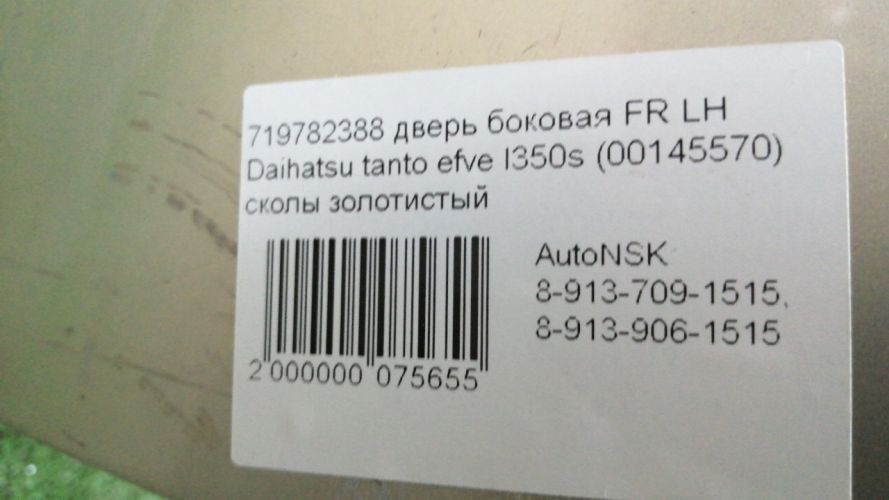 719782388 дверь боковая FR LH
Daihatsu tanto efve l350s (00145570)
сколы золотистый
AutoNSK
8-913-709-1515,
8-913-906-1515
2 000000 075655